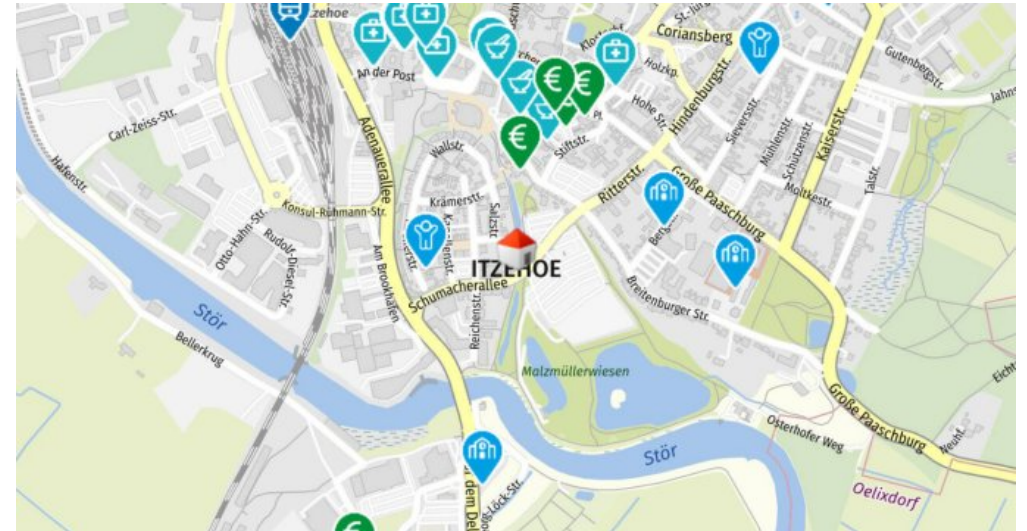 An der Post
Carl-Zeiss-Str.
Hafenstr.
Adenauerallee
Konsul-Ruhmann-Str.
Otto-Hahn-Str.
Rudolf-Diesel-Str.
Am Brookhafen
Wallstr.
Krämerstr.
Salzstr.
Stiftstr.
Holzkp.
Hohe Str.
Coriansberg
Gutenbergstr.
Hindenburgstr.
Sieversstr.
Mühlenstr.
Schützenstr.
Kaiserstr.
Talstr.
Moltkestr.
Ritterstr.
Große Paaschburg
ITZEHOE
Schumacherallee
Reichenstr.
Breitenburger Str.
Stör
Bellerkrug
Malzmüllerwiesen
Große Paaschburg
Osterhofer Weg
Stör
Oelixdorf
€
€
€
€